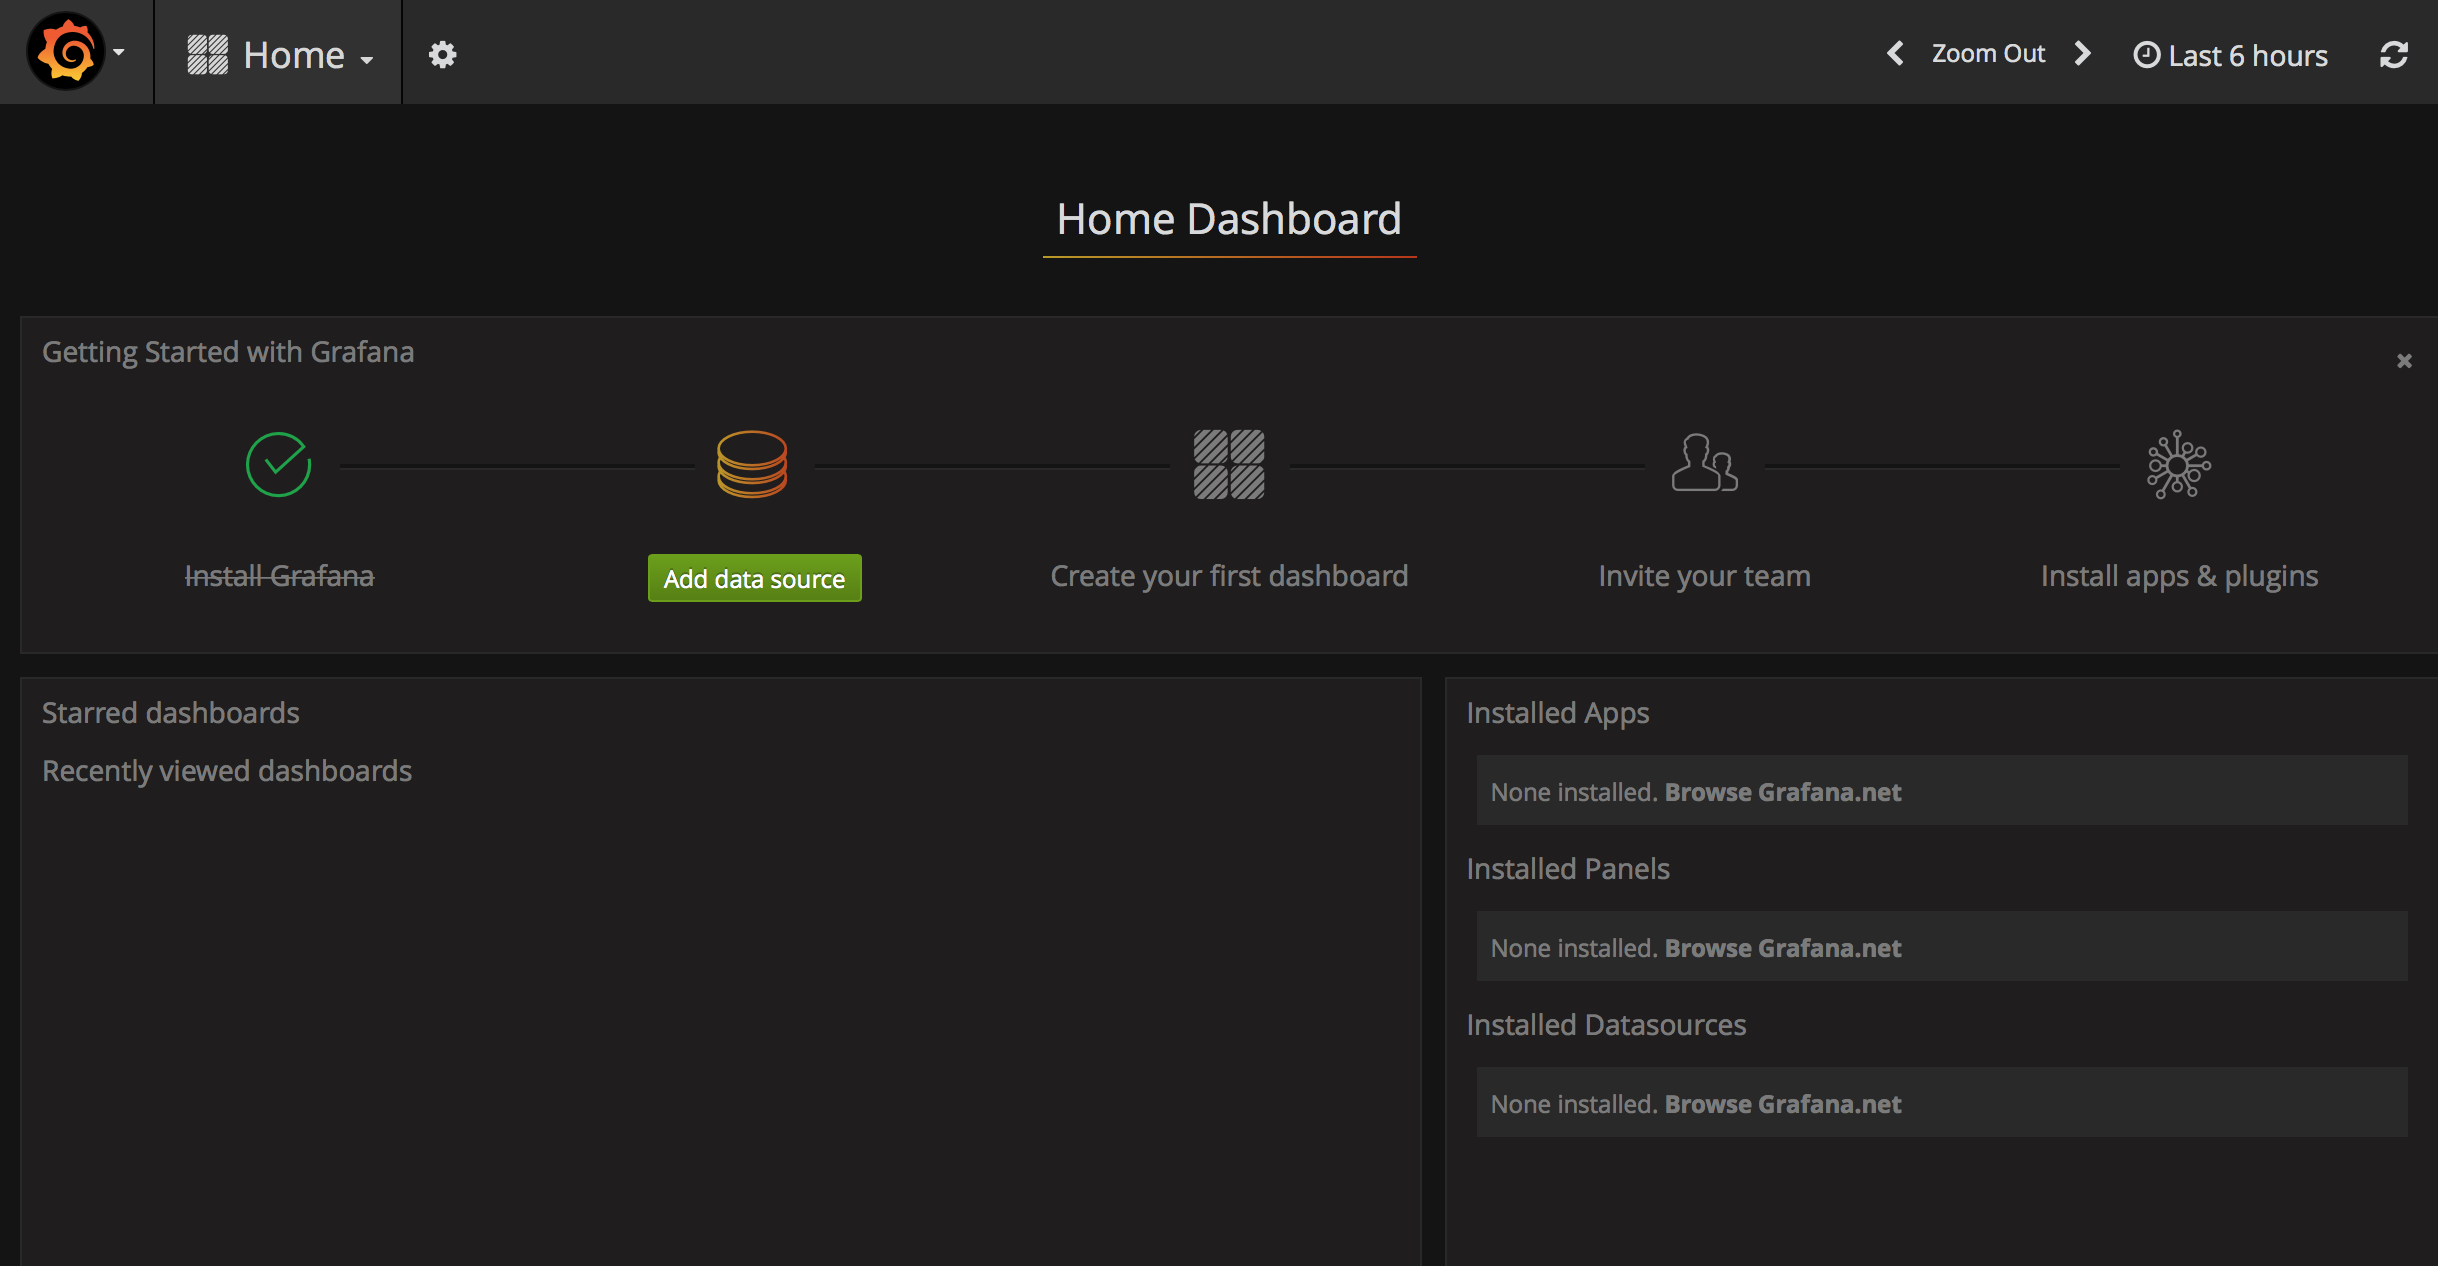 Home
Zoom Out
Last 6 hours
Home Dashboard
Getting Started with Grafana
Install Grafana
Add data source
Create your first dashboard
Invite your team
Install apps & plugins
Starred dashboards
Recently viewed dashboards
Installed Apps
None installed. Browse Grafana.net
Installed Panels
None installed. Browse Grafana.net
Installed Datasources
None installed. Browse Grafana.net